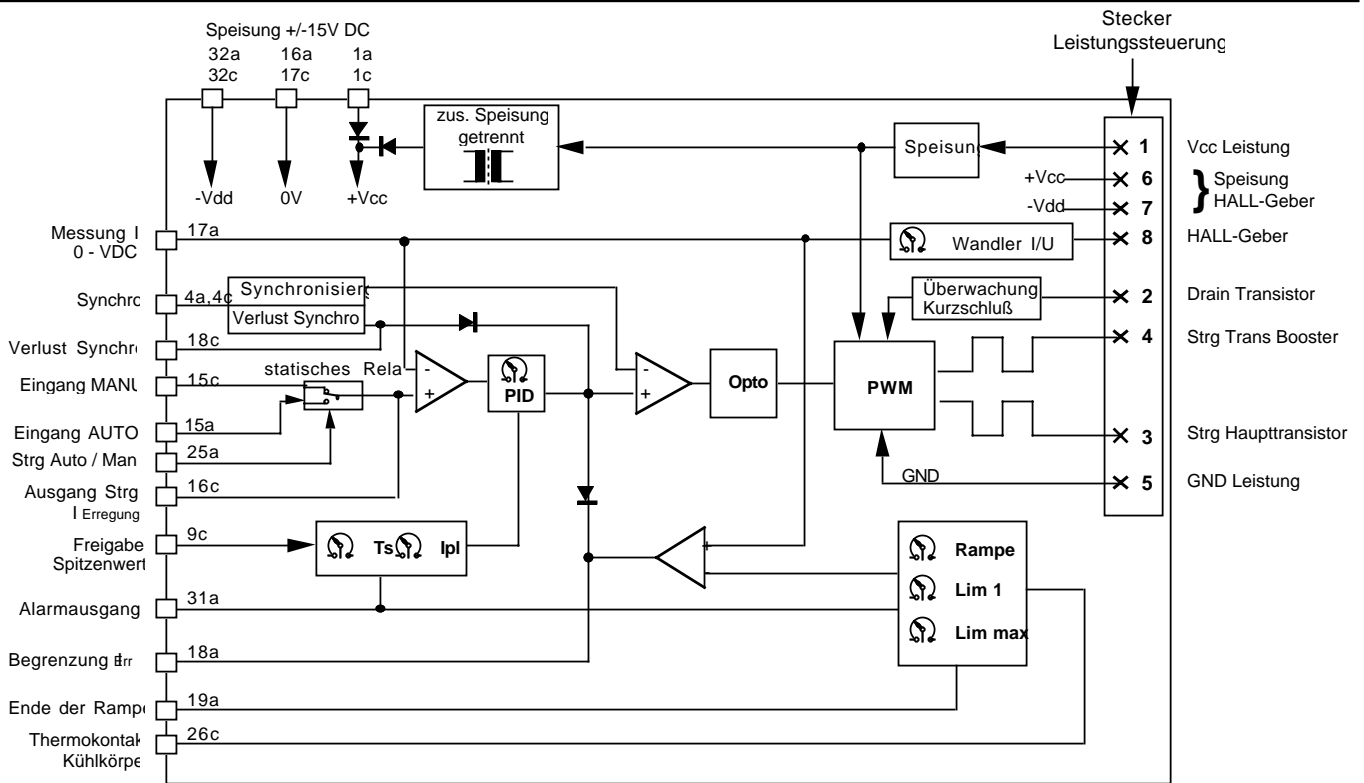 Speisung +/-15V DC
32a 16a 1a
32c 17c 1c
Stecker
Leistungssteuerung
zus. Speisung
getrennt
Speisun
1 Vcc Leistung
+Vcc 6
-Vdd 7
} Speisung
HALL-Geber
-Vdd 0V +Vcc
Messung I
0 - VDC
17a
Wandler I/U
8 HALL-Geber
Synchro
4a,4c
Synchronisier
Verlust Synchro
Überwachung
Kurzschluß
2 Drain Transistor
4 Strg Trans Booster
Verlust Synchr
18c
statisches Rela
Eingang MANU
15c
- +
PID
- +
Opto
PWM
Eingang AUTO
15a
3 Strg Haupttransistor
Strg Auto / Man
25a
Ausgang Strg
I Erregung
16c
GND
5 GND Leistung
Freigabe
Spitzenwert
9c
Ts Ipl
+ -
Rampe
Lim 1
Lim max
Alarmausgang
31a
Begrenzung Err
18a
Ende der Rampe
19a
Thermokontak
Kühlkörpe
26c